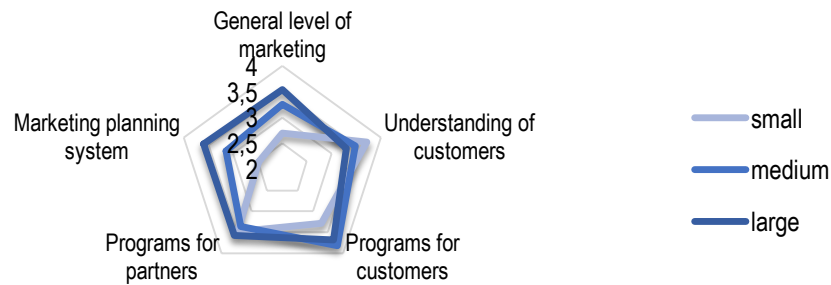 General level of
marketing
4
3,5
3
2,5
2
Marketing planning
system
Understanding of
customers
Programs for
partners
Programs for
customers
small
medium
large